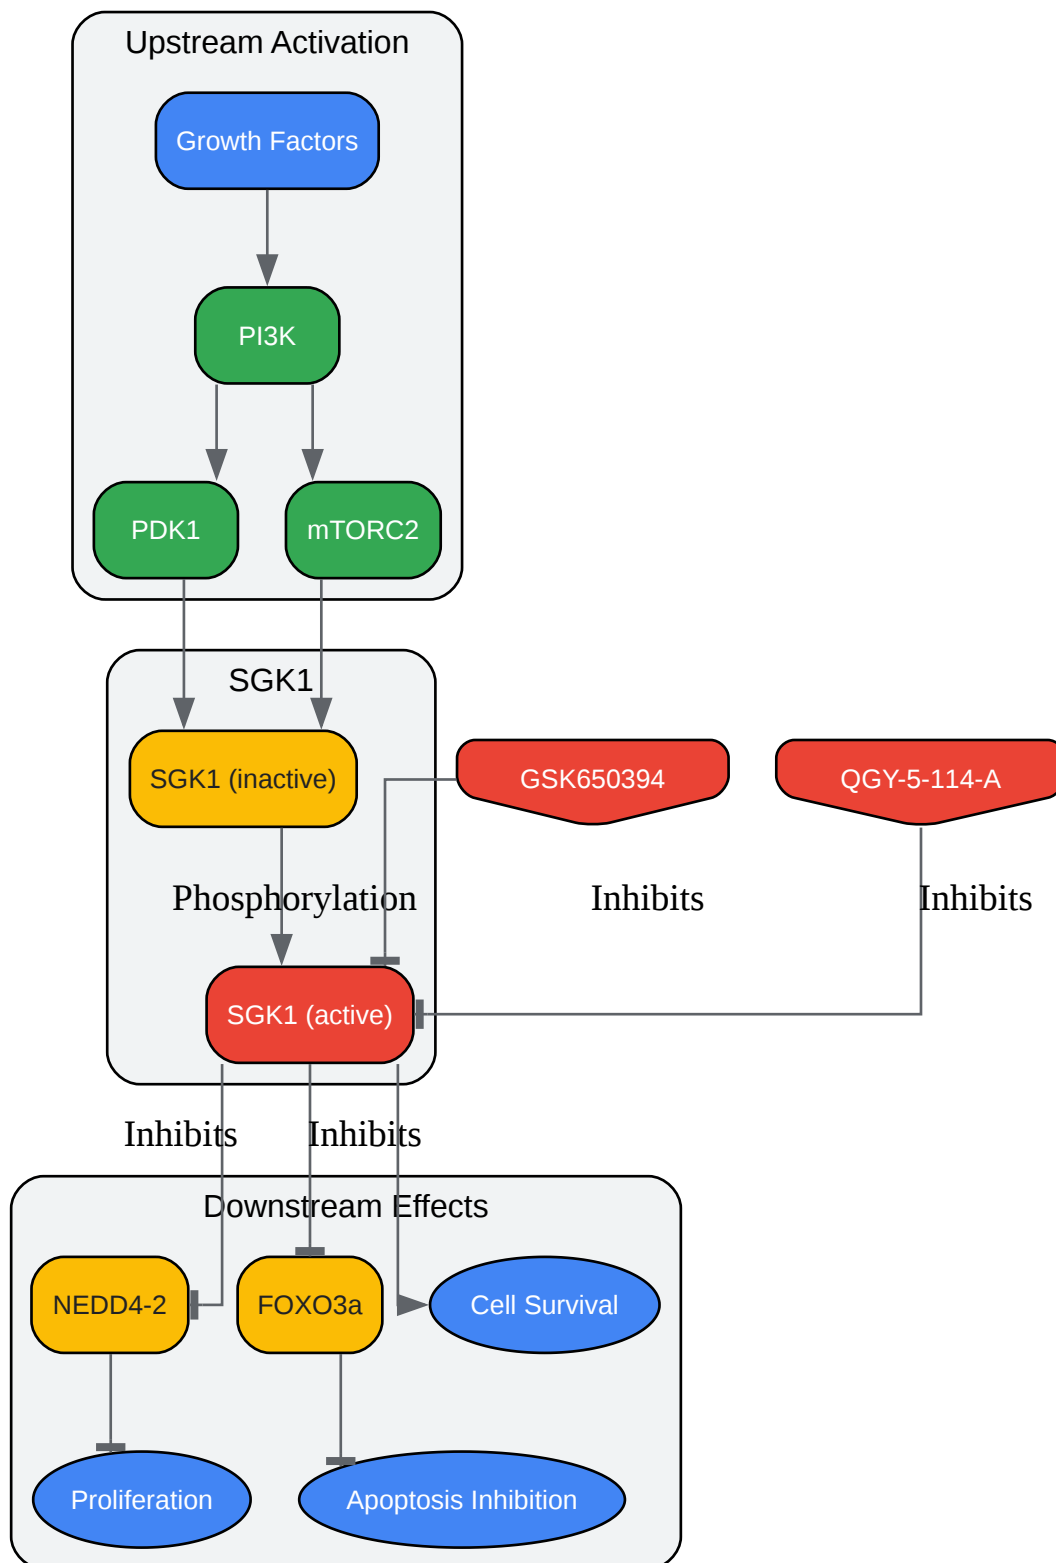 Upstream Activation
Growth Factors
PI3K
PDK1
mTORC2
SGK1
SGK1 (inactive)
GSK650394
QGY-5-114-A
Phosphorylation
Inhibits
Inhibits
SGK1 (active)
Inhibits
Inhibits
Downstream Effects
NEDD4-2
FOXO3a
Cell Survival
Proliferation
Apoptosis Inhibition